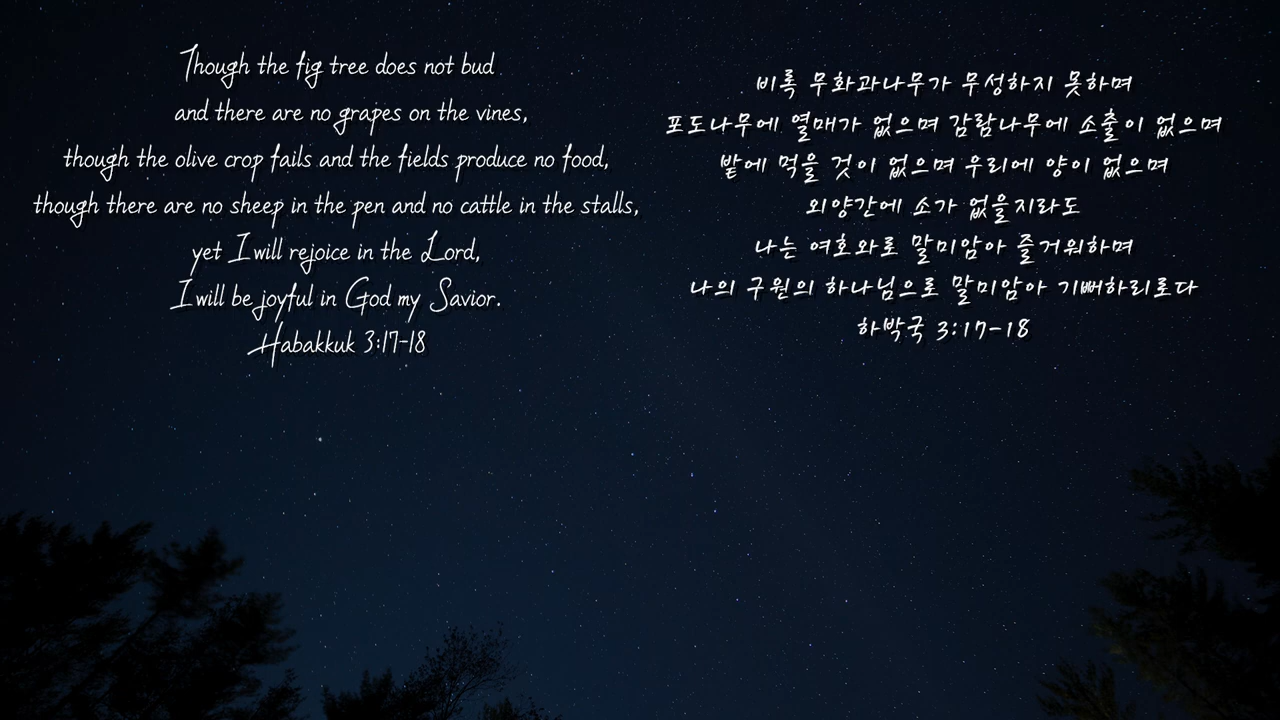 Though the fig tree does not bud
and there are no grapes on the vines,
though the olive crop fails and the fields produce no food,
though there are no sheep in the pen and no cattle in the stalls,
yet I will rejoice in the Lord,
I will be joyful in God my Savior.
Habakkuk 3:17-18
비록 무화과나무가 무성하지 못하며
포도나무에 열매가 없으며 감람나무에 소출이 없으며
밭에 먹을 것이 없으며 우리에 양이 없으며
외양간에 소가 없을지라도
나는 여호와로 말미암아 즐거워하며
나의 구원의 하나님으로 말미암아 기뻐하리로다
하박국 3:17-18